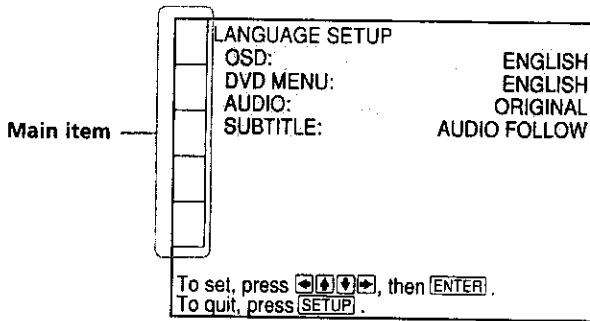 LANGUAGE SETUP
OSD: ENGLISH
DVD MENU: ENGLISH
AUDIO: ORIGINAL
SUBTITLE: AUDIO FOLLOW
Main item
To set, press ←↑↓→, then ENTER.
To quit, press SETUP.